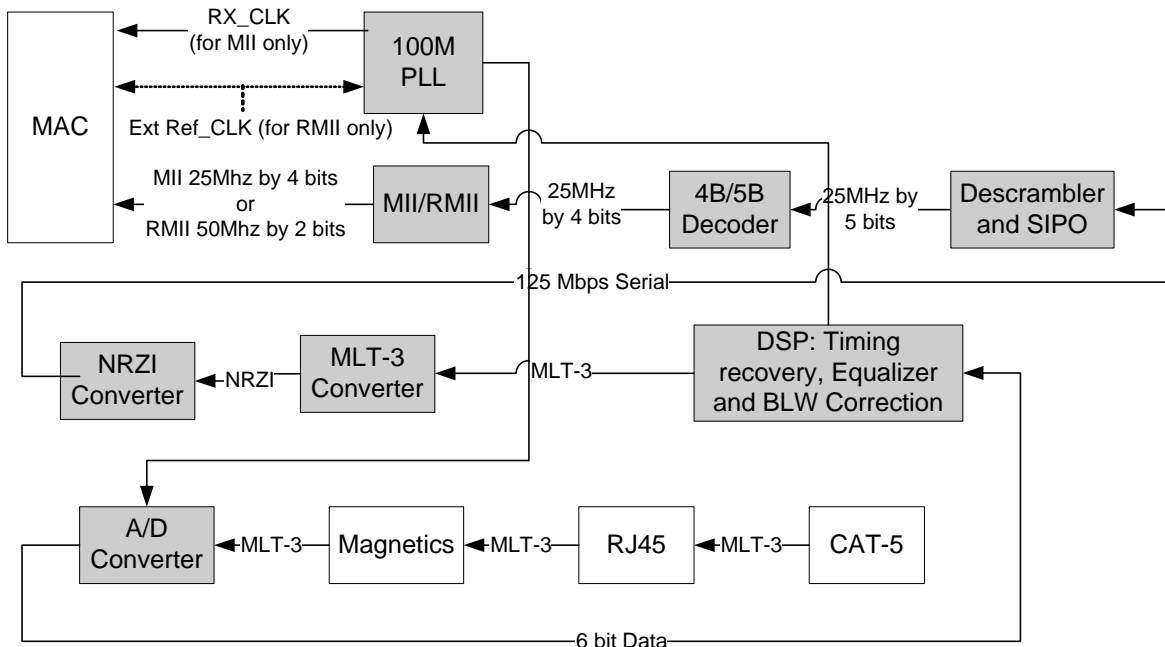 RX_CLK
(for MII only)
100M
PLL
MAC
Ext Ref_CLK (for RMII only)
MII 25Mhz by 4 bits
or
RMII 50Mhz by 2 bits
MII/RMII
25MHz
by 4 bits
4B/5B
Decoder
25MHz by
5 bits
Descrambler
and SIPO
125 Mbps Serial
NRZI
Converter
NRZI
MLT-3
Converter
MLT-3
DSP: Timing
recovery, Equalizer
and BLW Correction
A/D
Converter
MLT-3
Magnetics
MLT-3
RJ45
MLT-3
CAT-5
6 bit Data